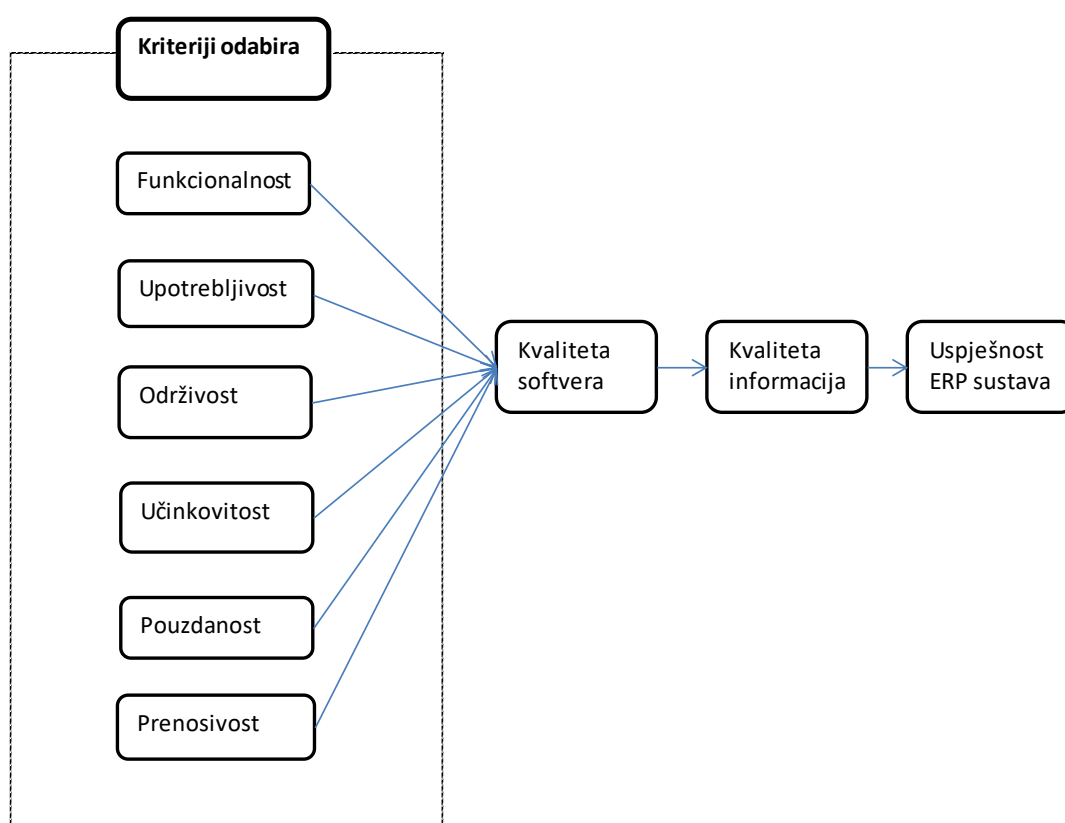 Kriteriji odabira
Funkcionalnost
Upotrebljivost
Održivost
Učinkovitost
Pouzdanost
Prenosivost
Kvaliteta
softvera
Kvaliteta
informacija
Uspješnost
ERP sustava